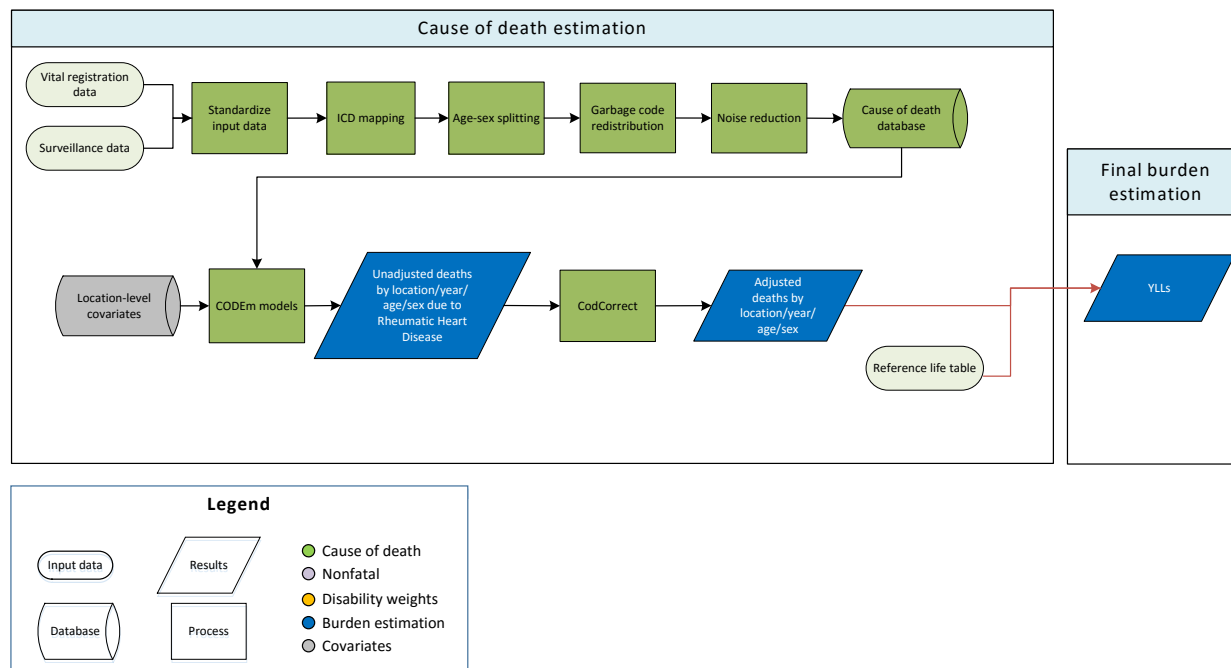 Cause of death estimation
Vital registration
data
Surveillance data
Standardize
input data
ICD mapping
Age-sex splitting
Garbage code
redistribution
Noise reduction
Cause of death
database
Final burden
estimation
Location-level
covariates
CODEm models
Unadjusted deaths
by location/year/
age/sex due to
Rheumatic Heart
Disease
CodCorrect
Adjusted
deaths by
location/year/
age/sex
YLLs
Reference life table
Legend
Input data
Results
Database
Process
Cause of death
Nonfatal
Disability weights
Burden estimation
Covariates